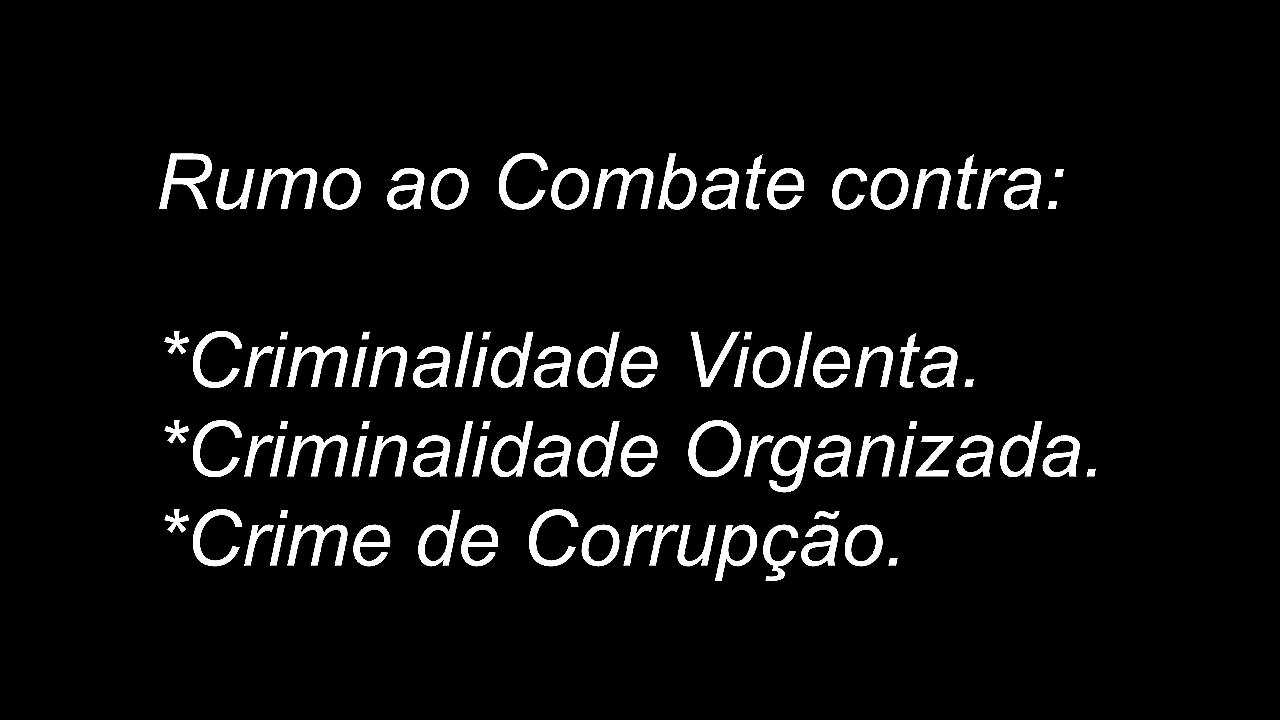 Rumo ao Combate contra:
*Criminalidade Violenta.
*Criminalidade Organizada.
*Crime de Corrupção.